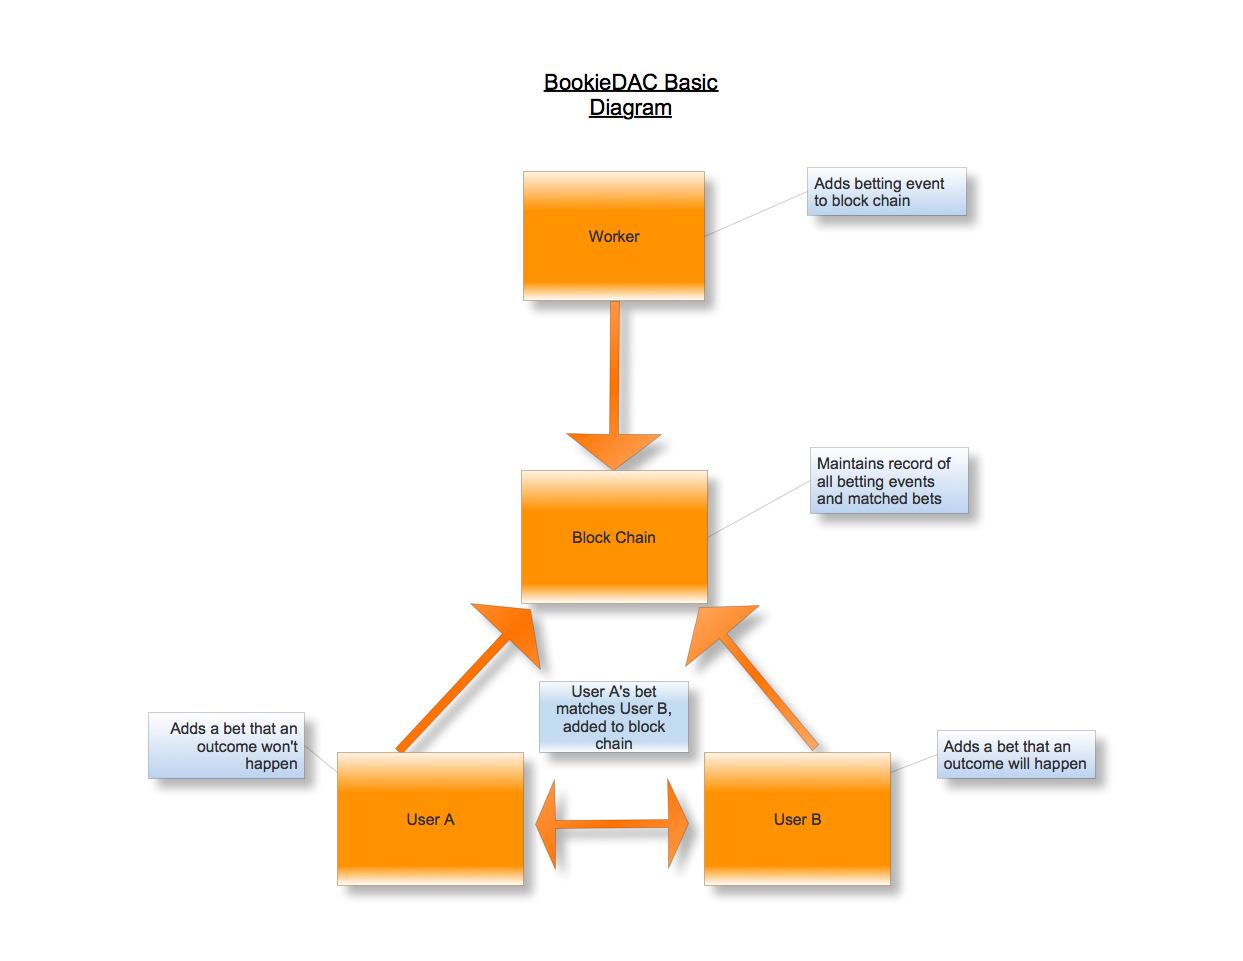 BookieDAC Basic
Diagram
Adds betting event
to block chain
Worker
Maintains record of
all betting events
and matched bets
Block Chain
User A's bet
matches User B,
added to block
chain
Adds a bet that an
outcome won't
happen
Adds a bet that an
outcome will happen
User A
User B